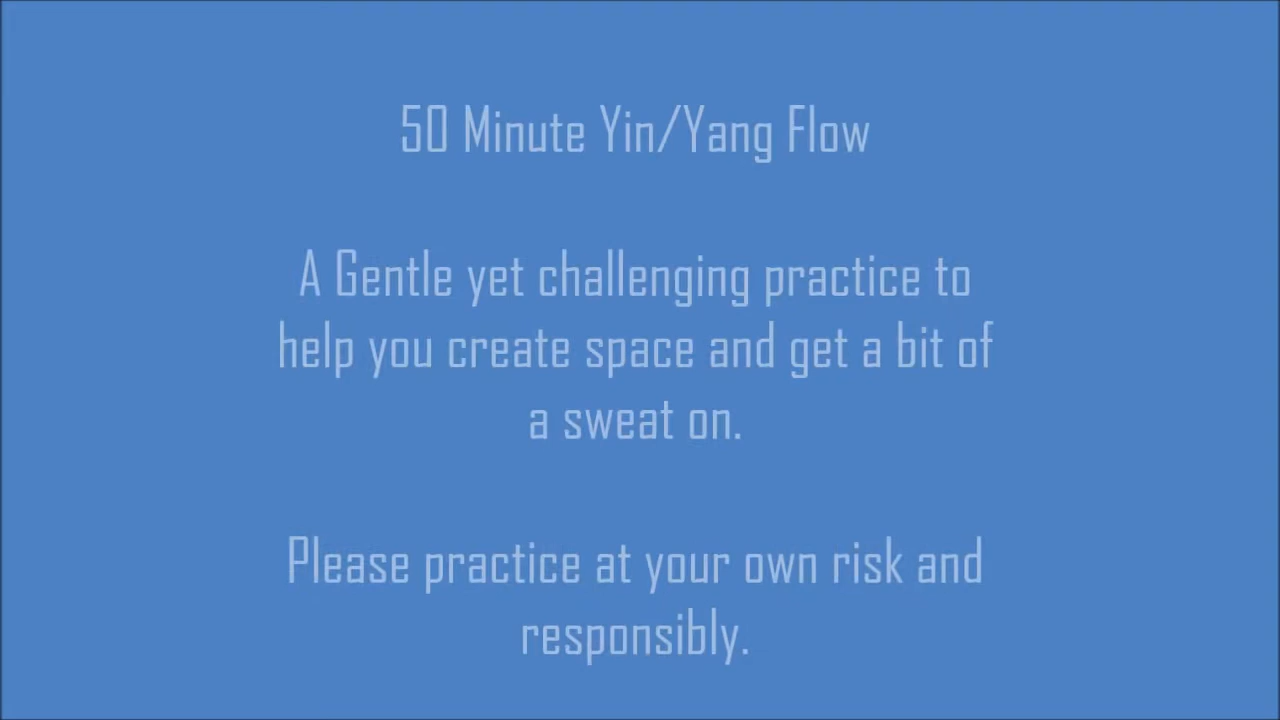 50 Minute Yin/Yang Flow
A Gentle yet challenging practice to
help you create space and get a bit of
a sweat on.
Please practice at your own risk and
responsibly.